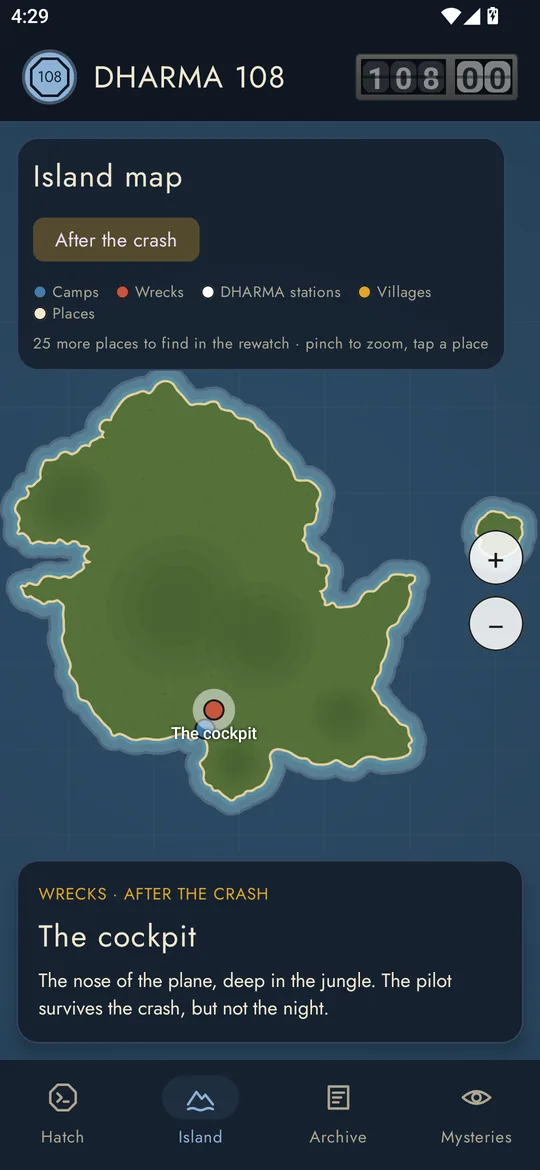 4:29
108
DHARMA 108
108 00
Island map
After the crash
Camps Wrecks DHARMA stations Villages
Places
25 more places to find in the rewatch · pinch to zoom, tap a place
+
−
The cockpit
WRECKS · AFTER THE CRASH
The cockpit
The nose of the plane, deep in the jungle. The pilot
survives the crash, but not the night.
Hatch Island Archive Mysteries